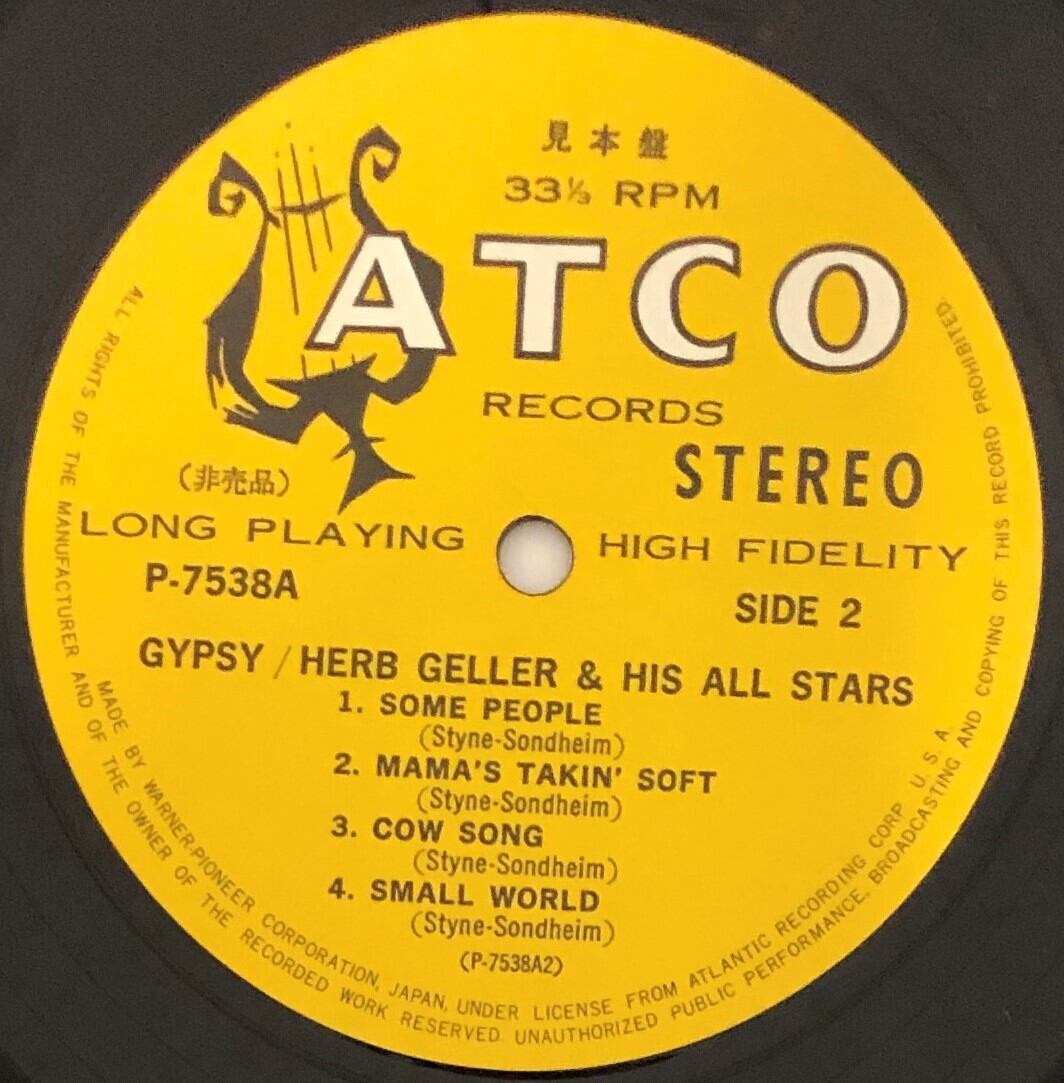 見本盤
33⅓ RPM
ATCO
RECORDS
STEREO
(非売品)
LONG PLAYING HIGH FIDELITY
P-7538A
SIDE 2
GYPSY / HERB GELLER & HIS ALL STARS
1. SOME PEOPLE
(Styne-Sondheim)
2. MAMA'S TAKIN' SOFT
(Styne-Sondheim)
3. COW SONG
(Styne-Sondheim)
4. SMALL WORLD
(Styne-Sondheim)
(P-7538A2)
MADE BY WARNER-PIONEER CORPORATION, JAPAN, UNDER LICENSE FROM ATLANTIC RECORDING CORP. U. S. A
ALL RIGHTS OF THE MANUFACTURER AND OF THE OWNER OF THE RECORDED WORK RESERVED. UNAUTHORIZED PUBLIC PERFORMANCE, BROADCASTING AND COPYING OF THIS RECORD PROHIBITED.